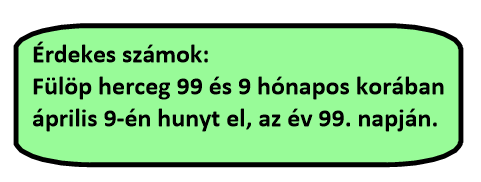 Érdekes számok:
Fülöp herceg 99 és 9 hónapos korában
április 9-én hunyt el, az év 99. napján.